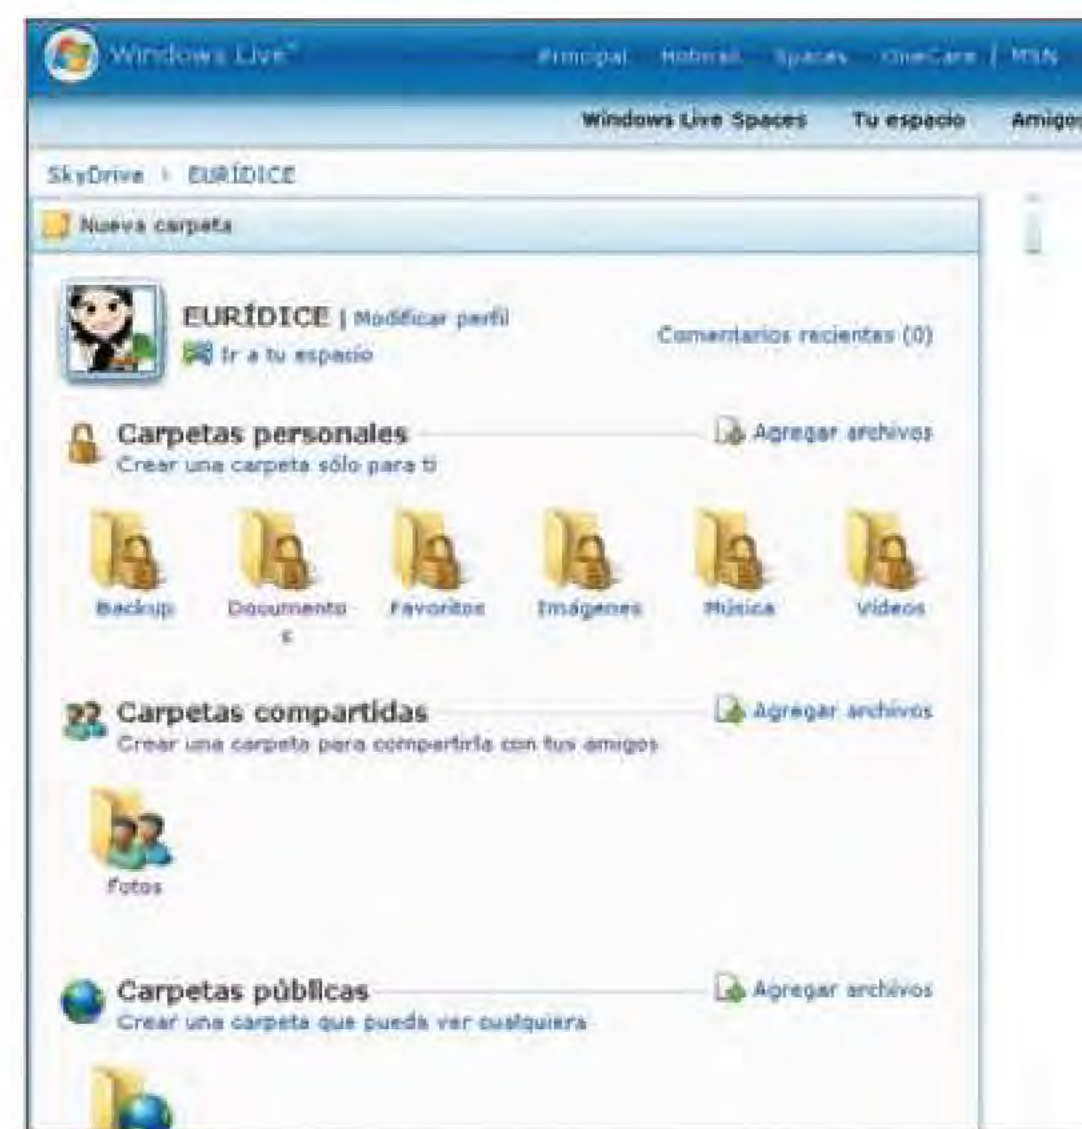 Windows Live™
Principal Hotmail Spaces OneCare | MSN
Windows Live Spaces Tu espacio Amigos
SkyDrive EURÍDICE
Nueva carpeta
EURÍDICE | Modificar perfil
Ir a tu espacio
Comentarios recientes (0)
Carpetas personales
Agregar archivos
Crear una carpeta sólo para ti
Backup Documento Favoritos Imágenes Música Vídeos
s
Carpetas compartidas
Agregar archivos
Crear una carpeta para compartirla con tus amigos
Fotos
Carpetas públicas
Agregar archivos
Crear una carpeta que pueda ver cualquiera